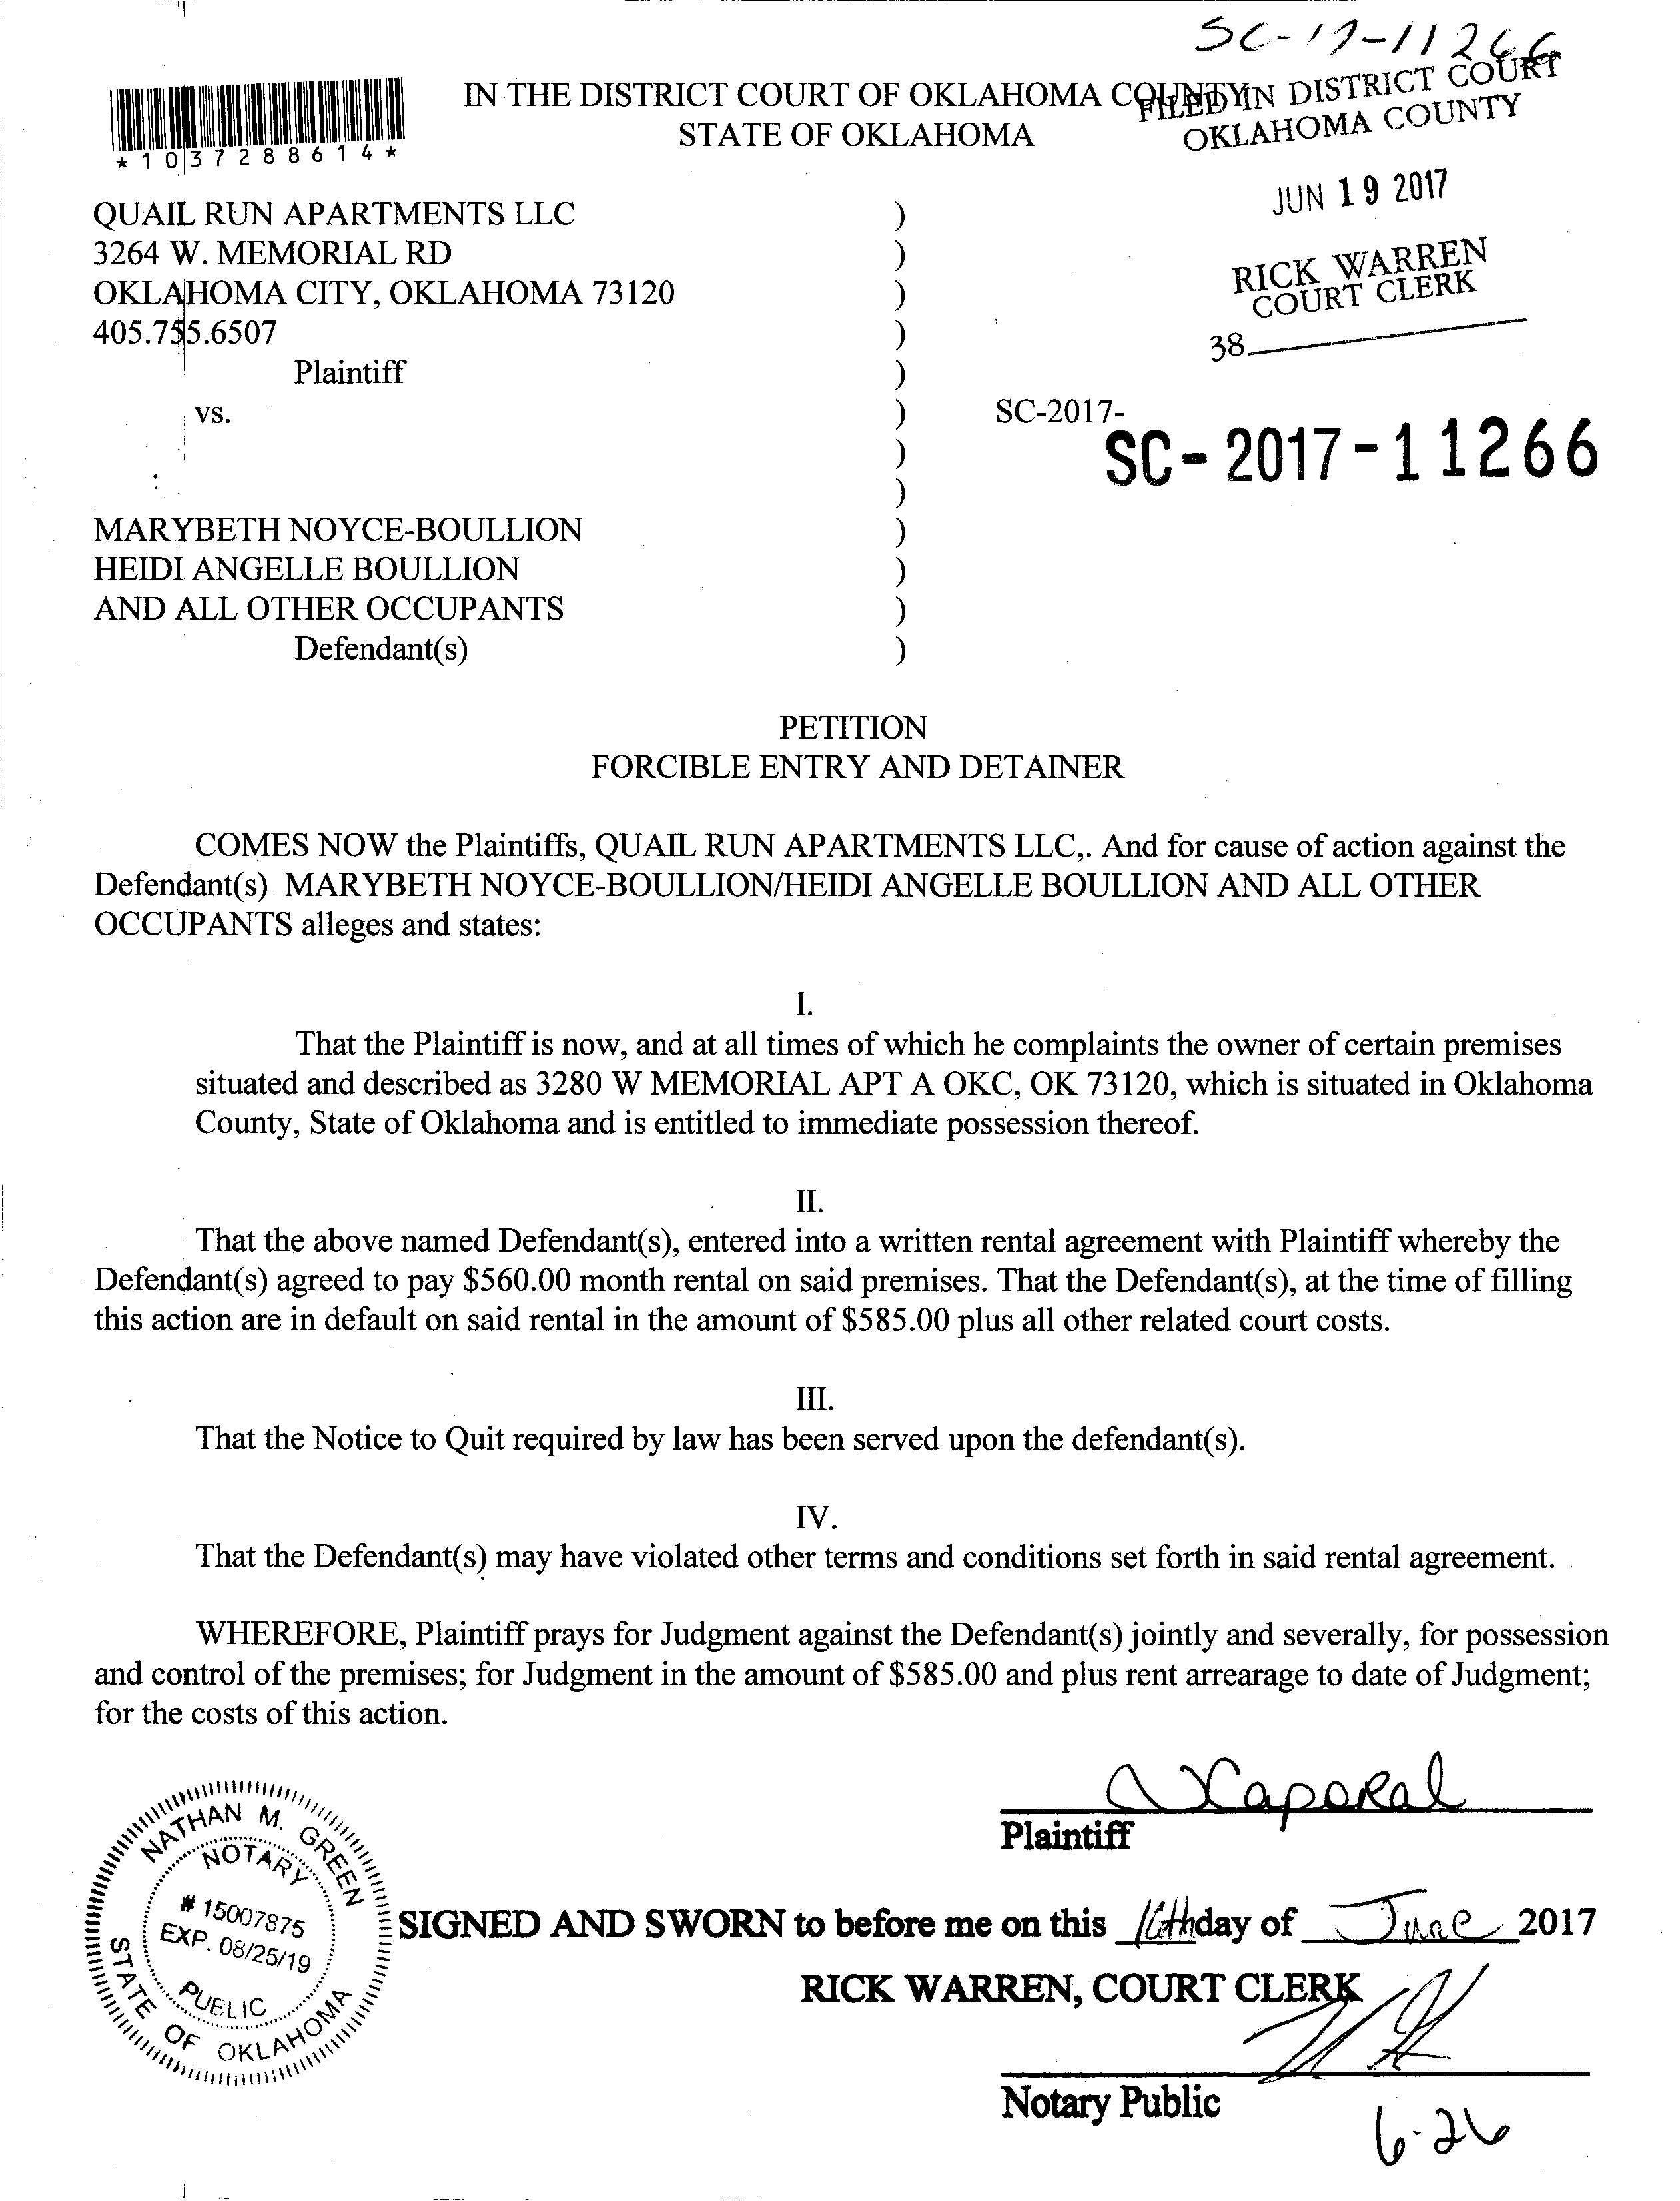 SC-17-11266
IN THE DISTRICT COURT OF OKLAHOMA COUNTY
STATE OF OKLAHOMA
FILED IN DISTRICT COURT
OKLAHOMA COUNTY
JUN 19 2017
RICK WARREN
COURT CLERK
38
*1037288614*
QUAIL RUN APARTMENTS LLC )
3264 W. MEMORIAL RD )
OKLAHOMA CITY, OKLAHOMA 73120 )
405.755.6507 )
Plaintiff )
vs. ) SC-2017-
) SC-2017-11266
)
MARYBETH NOYCE-BOULLION )
HEIDI ANGELLE BOULLION )
AND ALL OTHER OCCUPANTS )
Defendant(s) )
PETITION
FORCIBLE ENTRY AND DETAINER
COMES NOW the Plaintiffs, QUAIL RUN APARTMENTS LLC,. And for cause of action against the
Defendant(s) MARYBETH NOYCE-BOULLION/HEIDI ANGELLE BOULLION AND ALL OTHER
OCCUPANTS alleges and states:
I.
That the Plaintiff is now, and at all times of which he complaints the owner of certain premises
situated and described as 3280 W MEMORIAL APT A OKC, OK 73120, which is situated in Oklahoma
County, State of Oklahoma and is entitled to immediate possession thereof.
II.
That the above named Defendant(s), entered into a written rental agreement with Plaintiff whereby the
Defendant(s) agreed to pay $560.00 month rental on said premises. That the Defendant(s), at the time of filling
this action are in default on said rental in the amount of $585.00 plus all other related court costs.
III.
That the Notice to Quit required by law has been served upon the defendant(s).
IV.
That the Defendant(s) may have violated other terms and conditions set forth in said rental agreement.
WHEREFORE, Plaintiff prays for Judgment against the Defendant(s) jointly and severally, for possession
and control of the premises; for Judgment in the amount of $585.00 and plus rent arrearage to date of Judgment;
for the costs of this action.
Caporal
Plaintiff
NATHAN M. GREEN
NOTARY
# 15007875
EXP. 08/25/19
PUBLIC
STATE OF OKLAHOMA
SIGNED AND SWORN to before me on this 16th day of June 2017
RICK WARREN, COURT CLERK
Notary Public
6-26